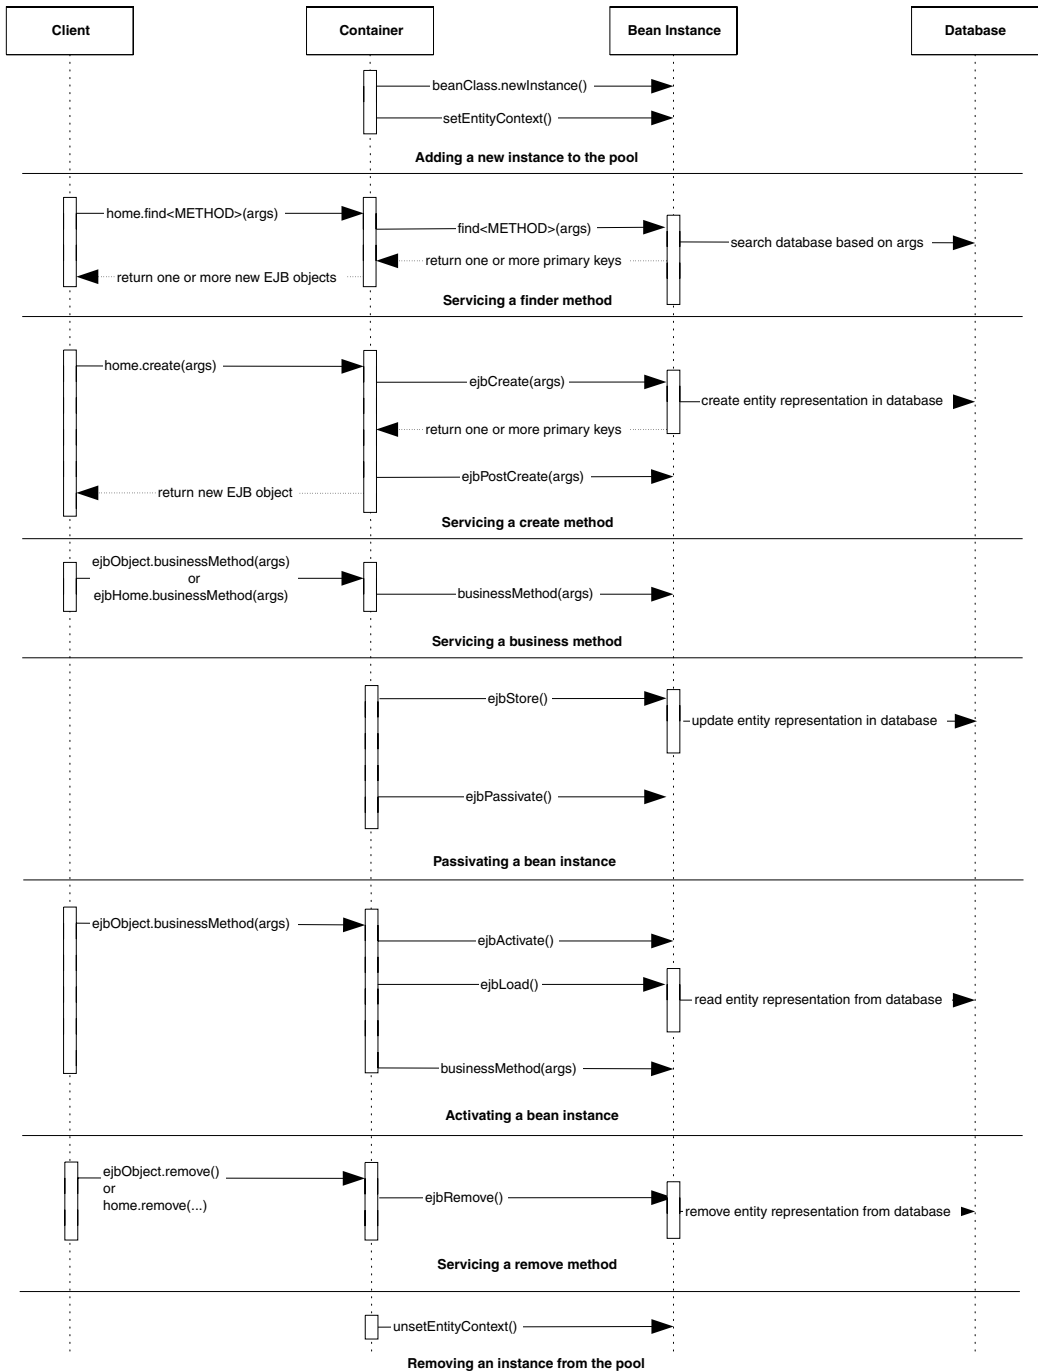 Client
Container
Bean Instance
Database
beanClass.newInstance()
setEntityContext()
Adding a new instance to the pool
home.find<METHOD>(args)
find<METHOD>(args)
search database based on args
return one or more primary keys
return one or more new EJB objects
Servicing a finder method
home.create(args)
ejbCreate(args)
create entity representation in database
return one or more primary keys
ejbPostCreate(args)
return new EJB object
Servicing a create method
ejbObject.businessMethod(args)
or
ejbHome.businessMethod(args)
businessMethod(args)
Servicing a business method
ejbStore()
update entity representation in database
ejbPassivate()
Passivating a bean instance
ejbObject.businessMethod(args)
ejbActivate()
ejbLoad()
read entity representation from database
businessMethod(args)
Activating a bean instance
ejbObject.remove()
or
home.remove(...)
ejbRemove()
remove entity representation from database
Servicing a remove method
unsetEntityContext()
Removing an instance from the pool